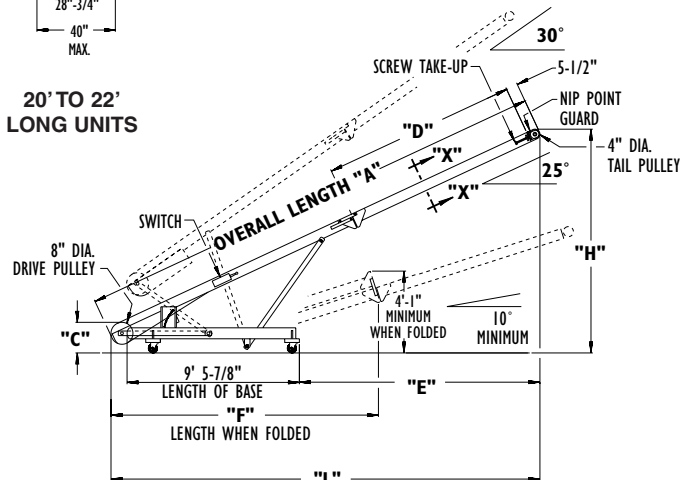 28"-3/4"
40"
MAX.
20' TO 22'
LONG UNITS
30°
SCREW TAKE-UP
5-1/2"
NIP POINT
GUARD
"D"
"X"
4" DIA.
TAIL PULLEY
OVERALL LENGTH "A"
25°
"X"
SWITCH
8" DIA.
DRIVE PULLEY
"H"
4'-1"
MINIMUM
WHEN FOLDED
10°
MINIMUM
"C"
9' 5-7/8"
LENGTH OF BASE
"E"
"F"
LENGTH WHEN FOLDED